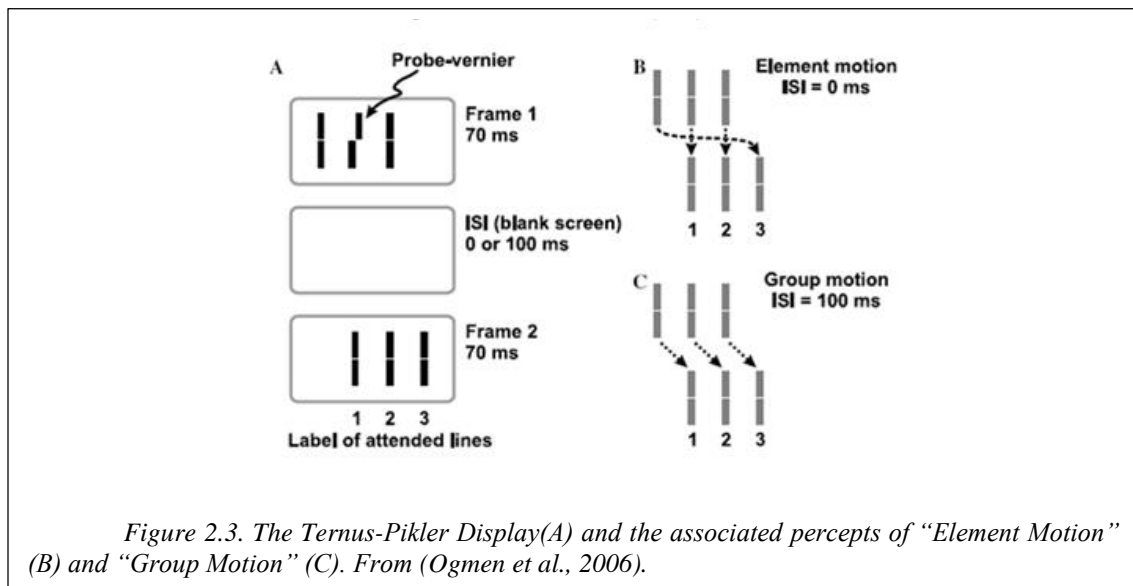 A
Probe-vernier
Frame 1
70 ms
ISI (blank screen)
0 or 100 ms
Frame 2
70 ms
1 2 3
Label of attended lines
B
Element motion
ISI = 0 ms
1 2 3
C
Group motion
ISI = 100 ms
1 2 3
Figure 2.3. The Ternus-Pikler Display(A) and the associated percepts of “Element Motion”
(B) and “Group Motion” (C). From (Ogmen et al., 2006).